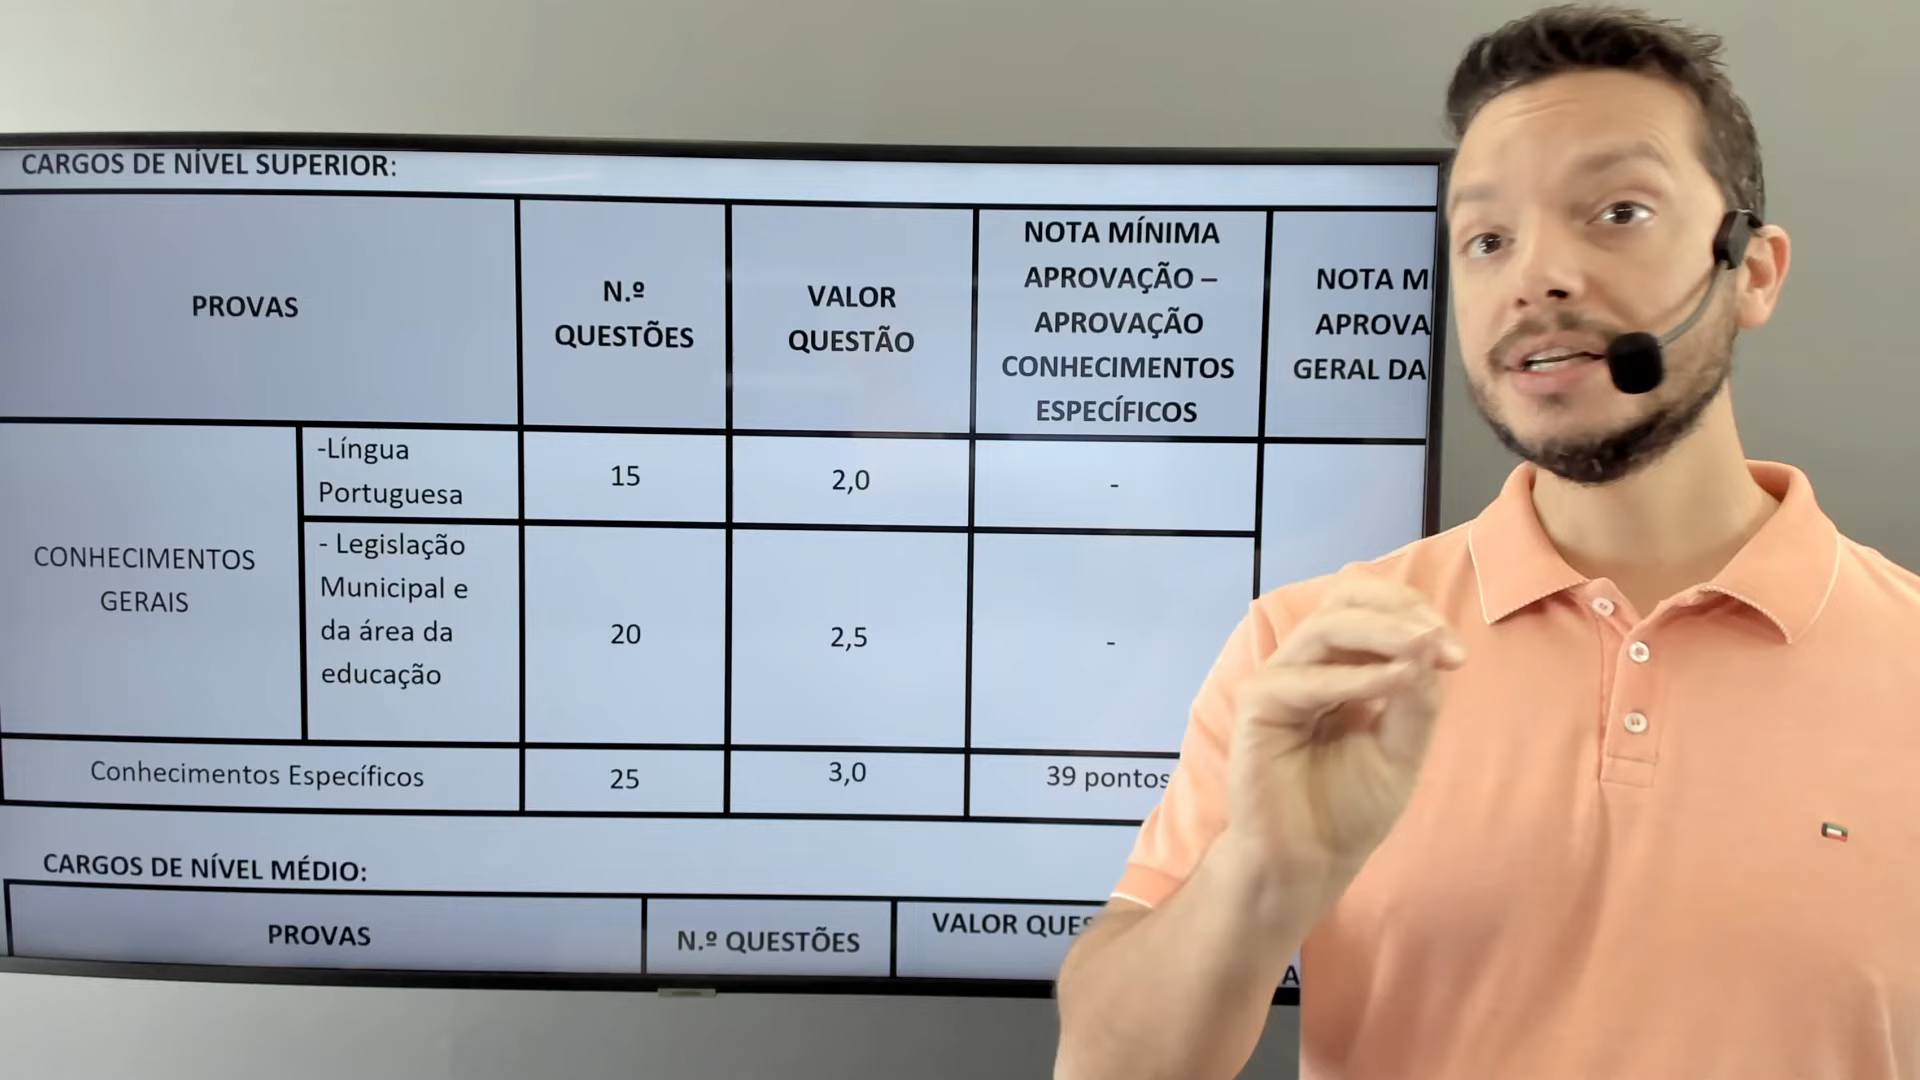 CARGOS DE NÍVEL SUPERIOR:
PROVAS
N.º
QUESTÕES
VALOR
QUESTÃO
NOTA MÍNIMA
APROVAÇÃO –
APROVAÇÃO
CONHECIMENTOS
ESPECÍFICOS
NOTA M
APROVA
GERAL DA
CONHECIMENTOS
GERAIS
-Língua
Portuguesa
15
2,0
-
- Legislação
Municipal e
da área da
educação
20
2,5
-
Conhecimentos Específicos
25
3,0
39 pontos
CARGOS DE NÍVEL MÉDIO:
PROVAS
N.º QUESTÕES
VALOR QUES
A